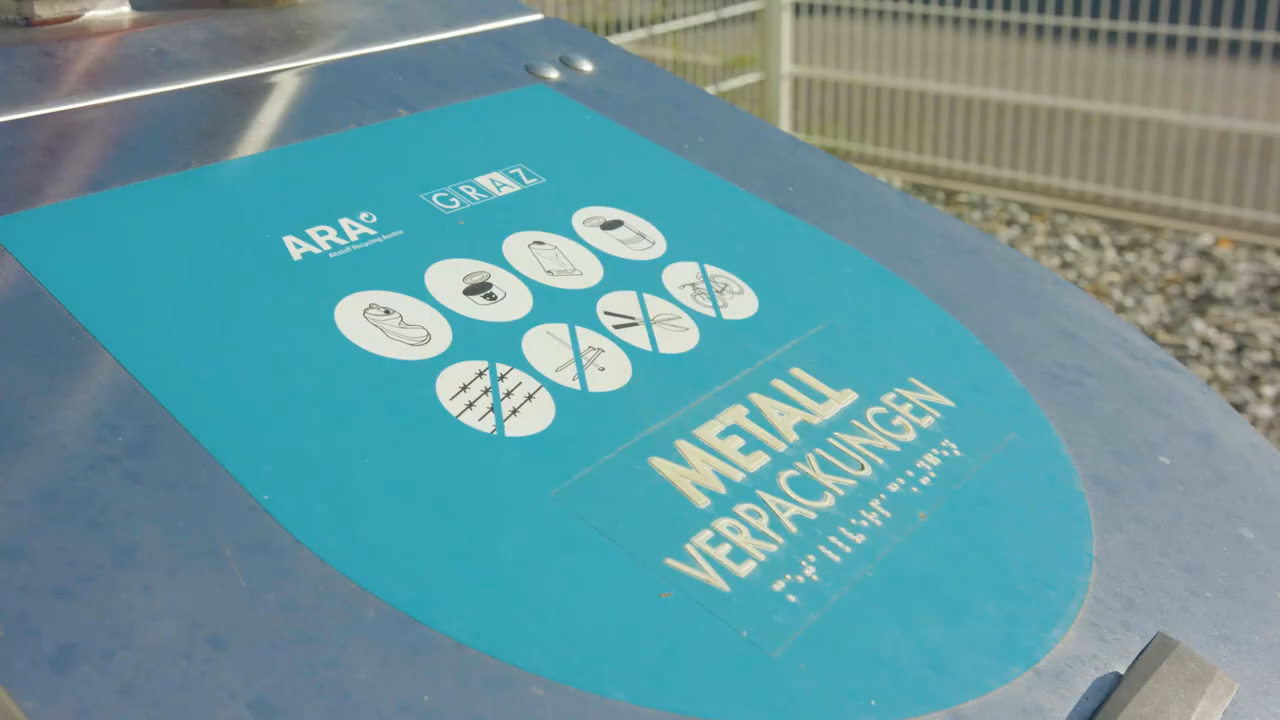 GRAZ
ARA
Altstoff Recycling Austria
METALL
VERPACKUNGEN